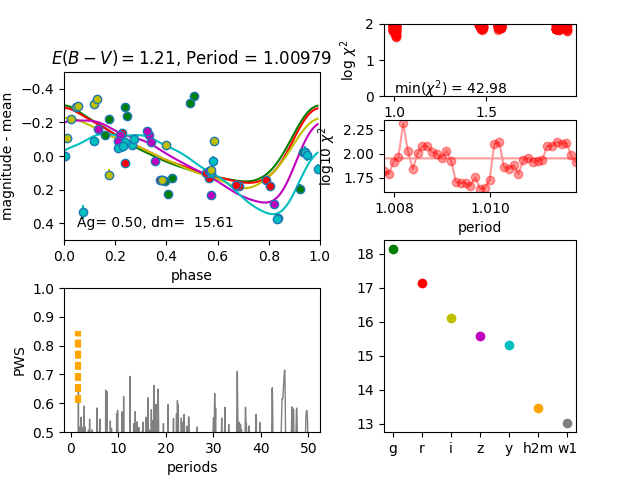 E(B − V) = 1.21, Period = 1.00979
−0.4
−0.2
0.0
0.2
0.4
magnitude - mean
Ag= 0.50, dm=  15.61
0.0 0.2 0.4 0.6 0.8 1.0
phase
2
1
0
log χ²
min(χ²) = 42.98
1.0 1.5
2.25
2.00
1.75
log10 χ²
1.008 1.010
period
1.0
0.9
0.8
0.7
0.6
0.5
PWS
0 10 20 30 40 50
periods
18
17
16
15
14
13
g r i z y h2m w1